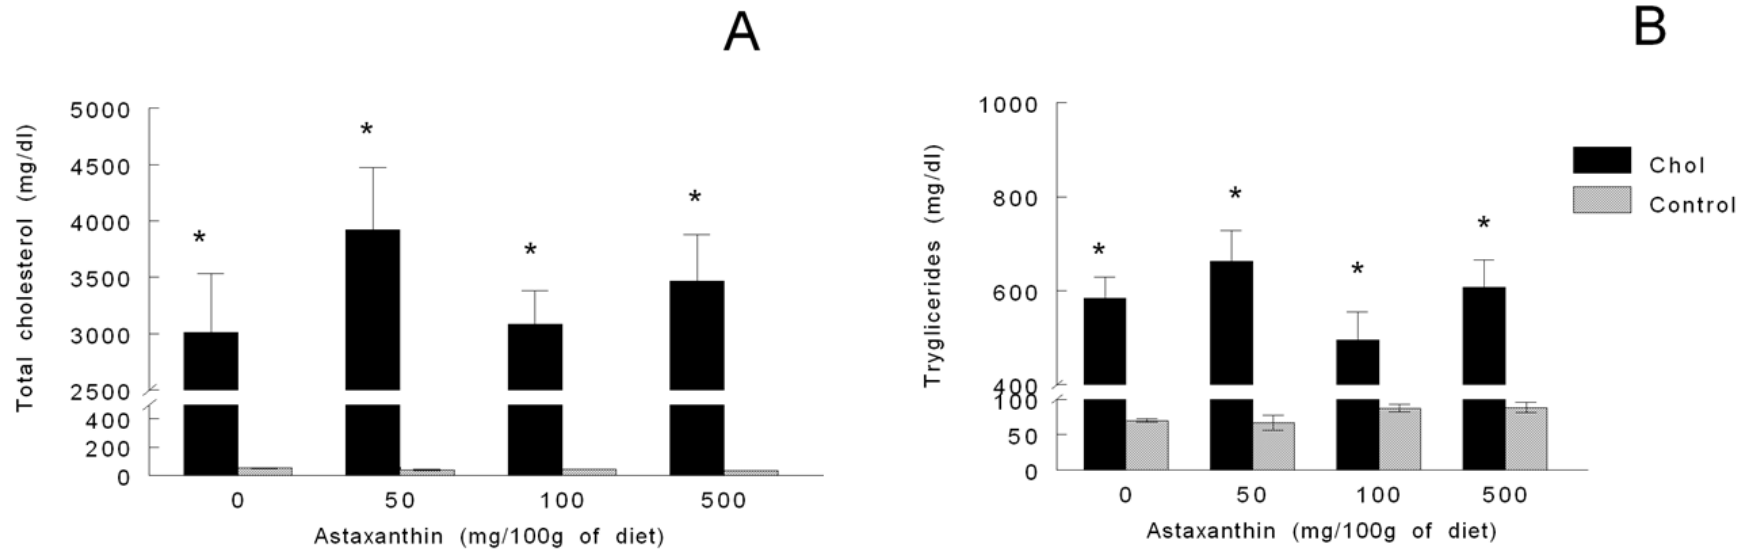 A
5000
4500
4000
3500
3000
2500
400
200
0
Total cholesterol (mg/dl)
* * * *
0 50 100 500
Astaxanthin (mg/100g of diet)
B
1000
800
600
400
100
50
0
Tryglicerides (mg/dl)
* * * *
0 50 100 500
Astaxanthin (mg/100g of diet)
Chol
Control